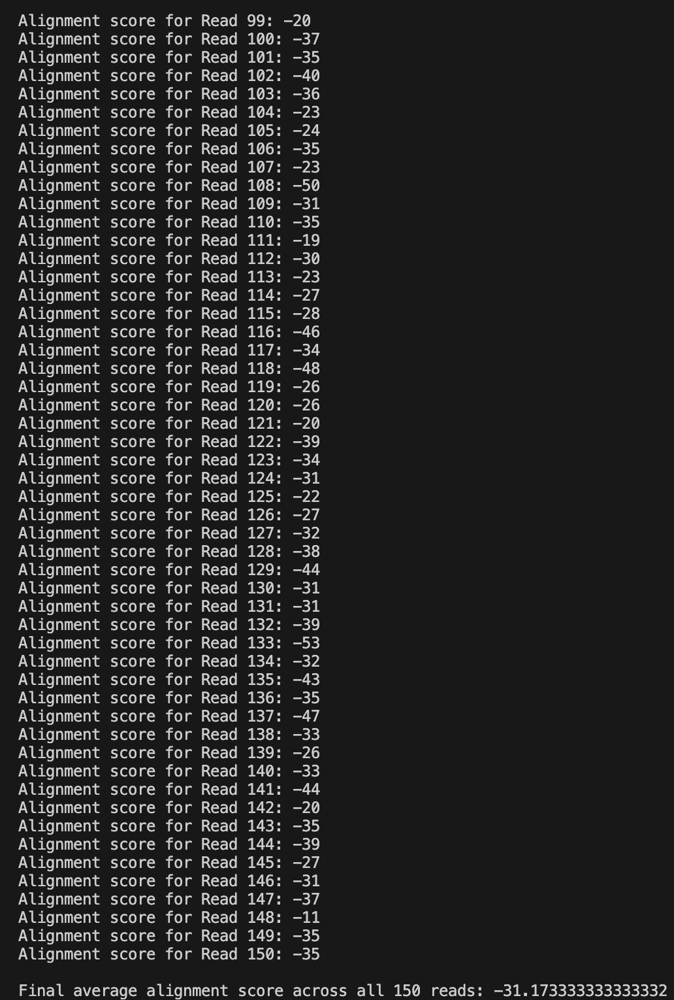 Alignment score for Read 99: -20
Alignment score for Read 100: -37
Alignment score for Read 101: -35
Alignment score for Read 102: -40
Alignment score for Read 103: -36
Alignment score for Read 104: -23
Alignment score for Read 105: -24
Alignment score for Read 106: -35
Alignment score for Read 107: -23
Alignment score for Read 108: -50
Alignment score for Read 109: -31
Alignment score for Read 110: -35
Alignment score for Read 111: -19
Alignment score for Read 112: -30
Alignment score for Read 113: -23
Alignment score for Read 114: -27
Alignment score for Read 115: -28
Alignment score for Read 116: -46
Alignment score for Read 117: -34
Alignment score for Read 118: -48
Alignment score for Read 119: -26
Alignment score for Read 120: -26
Alignment score for Read 121: -20
Alignment score for Read 122: -39
Alignment score for Read 123: -34
Alignment score for Read 124: -31
Alignment score for Read 125: -22
Alignment score for Read 126: -27
Alignment score for Read 127: -32
Alignment score for Read 128: -38
Alignment score for Read 129: -44
Alignment score for Read 130: -31
Alignment score for Read 131: -31
Alignment score for Read 132: -39
Alignment score for Read 133: -53
Alignment score for Read 134: -32
Alignment score for Read 135: -43
Alignment score for Read 136: -35
Alignment score for Read 137: -47
Alignment score for Read 138: -33
Alignment score for Read 139: -26
Alignment score for Read 140: -33
Alignment score for Read 141: -44
Alignment score for Read 142: -20
Alignment score for Read 143: -35
Alignment score for Read 144: -39
Alignment score for Read 145: -27
Alignment score for Read 146: -31
Alignment score for Read 147: -37
Alignment score for Read 148: -11
Alignment score for Read 149: -35
Alignment score for Read 150: -35
Final average alignment score across all 150 reads: -31.173333333333332